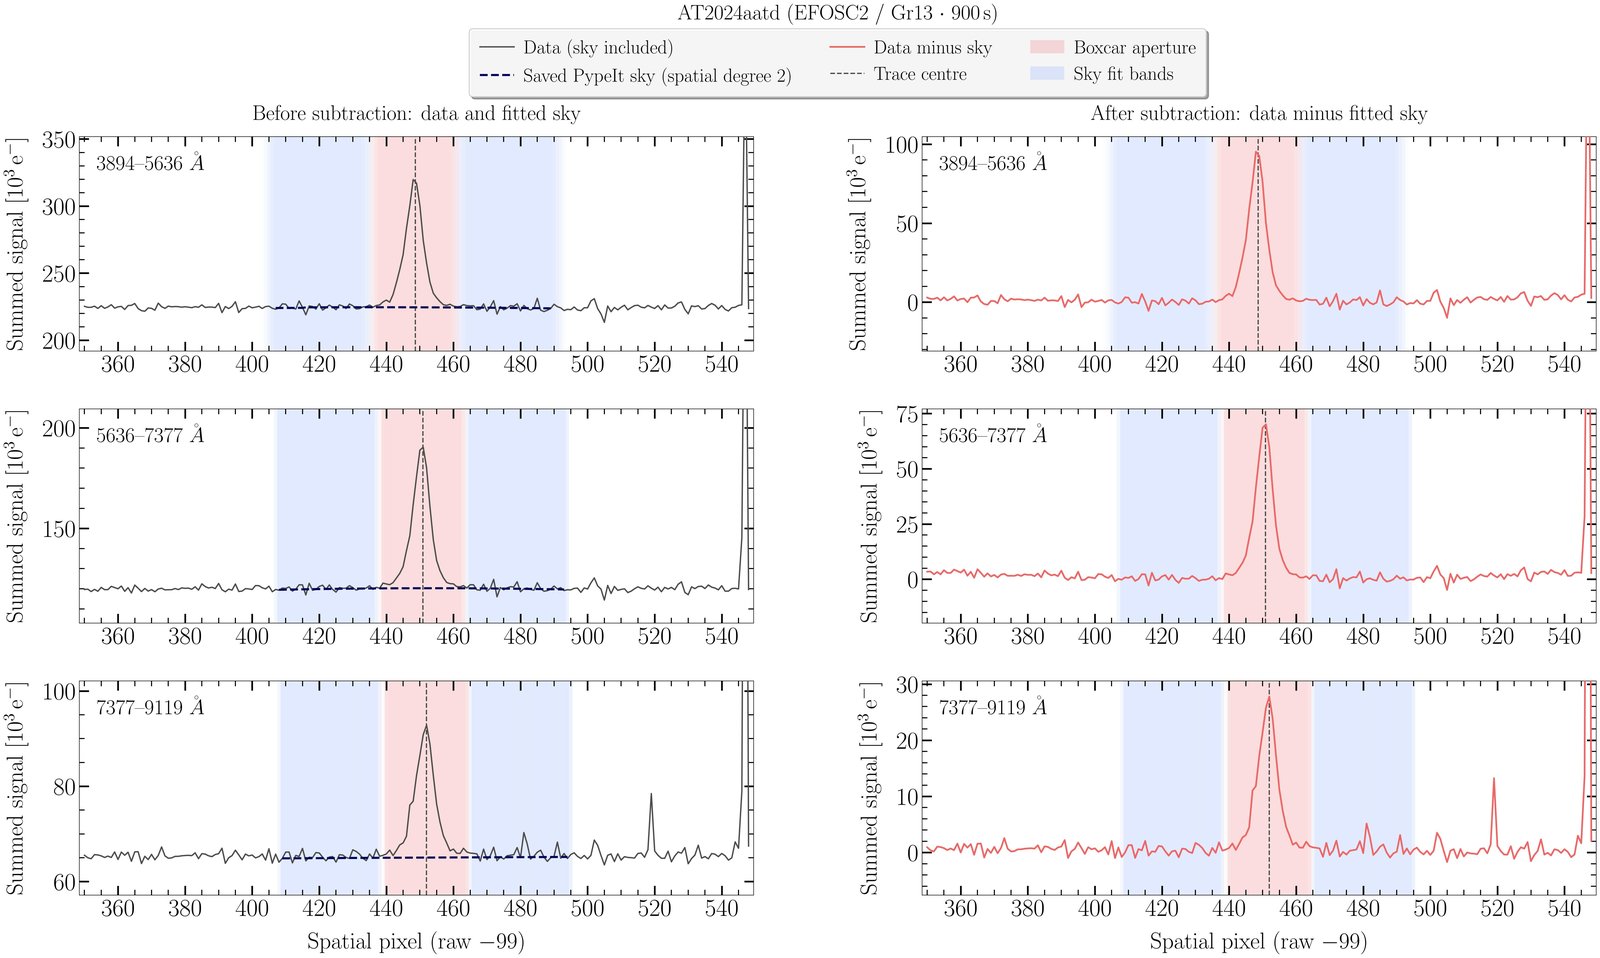 AT2024aatd (EFOSC2 / Gr13 · 900 s)
Data (sky included)
Saved PypeIt sky (spatial degree 2)
Data minus sky
Trace centre
Boxcar aperture
Sky fit bands
Before subtraction: data and fitted sky
After subtraction: data minus fitted sky
3894–5636 Å
Summed signal [10³ e⁻]
350
300
250
200
360 380 400 420 440 460 480 500 520 540
3894–5636 Å
Summed signal [10³ e⁻]
100
50
0
360 380 400 420 440 460 480 500 520 540
5636–7377 Å
Summed signal [10³ e⁻]
200
150
360 380 400 420 440 460 480 500 520 540
5636–7377 Å
Summed signal [10³ e⁻]
75
50
25
0
360 380 400 420 440 460 480 500 520 540
7377–9119 Å
Summed signal [10³ e⁻]
100
80
60
360 380 400 420 440 460 480 500 520 540
Spatial pixel (raw −99)
7377–9119 Å
Summed signal [10³ e⁻]
30
20
10
0
360 380 400 420 440 460 480 500 520 540
Spatial pixel (raw −99)